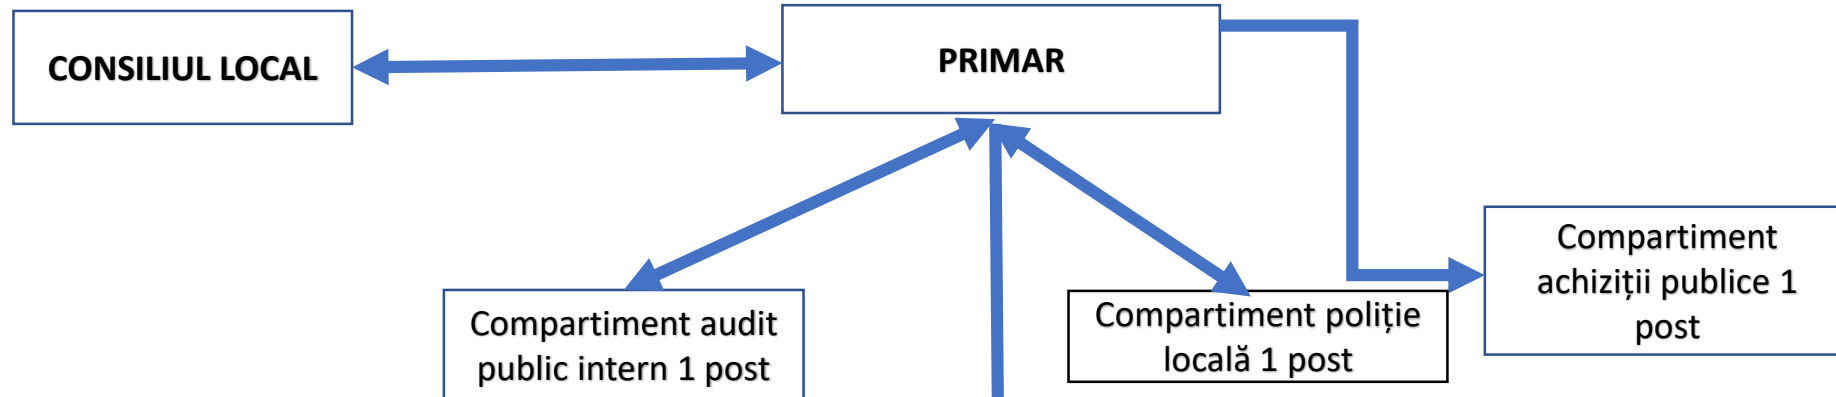 CONSILIUL LOCAL
PRIMAR
Compartiment audit
public intern 1 post
Compartiment poliție
locală 1 post
Compartiment
achiziții publice 1
post